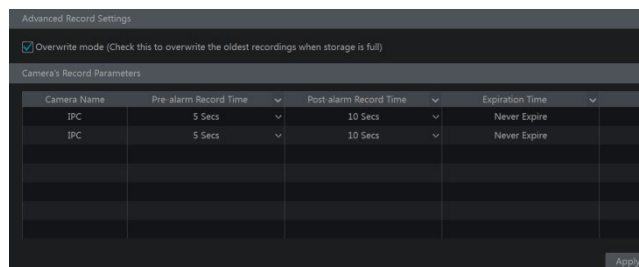 Advanced Record Settings
Overwrite mode (Check this to overwrite the oldest recordings when storage is full)
Camera's Record Parameters
Camera Name Pre-alarm Record Time Post-alarm Record Time Expiration Time
IPC 5 Secs 10 Secs Never Expire
IPC 5 Secs 10 Secs Never Expire
Apply